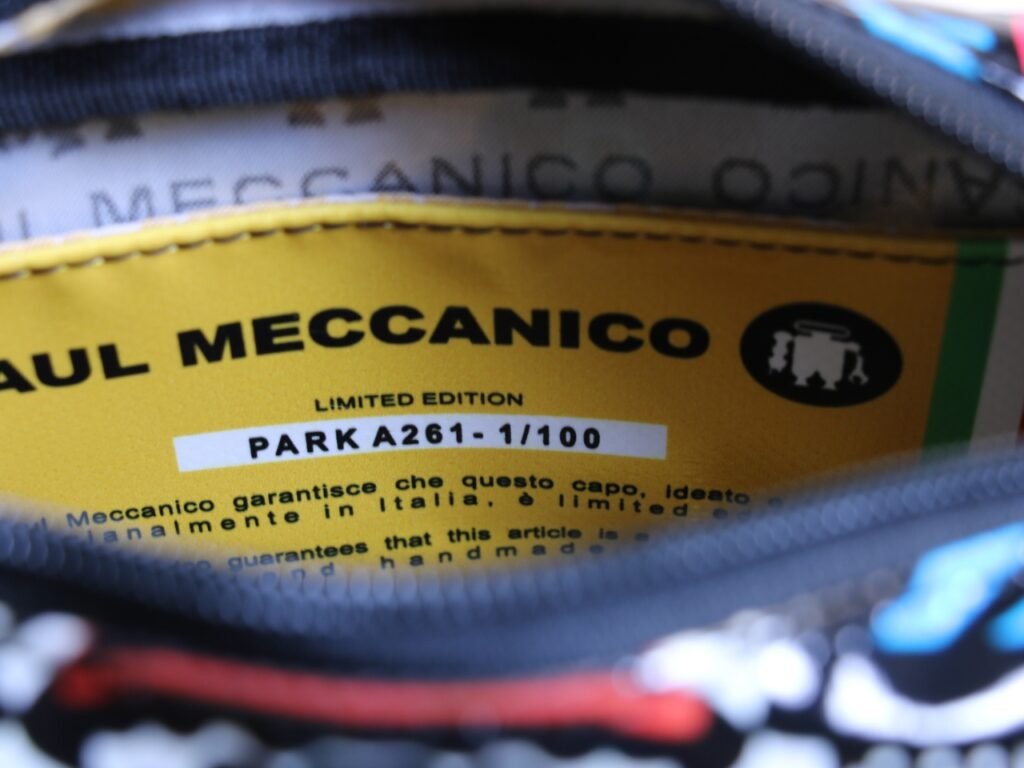 MECCANICO OCINA
AUL MECCANICO
LIMITED EDITION
PARK A261- 1/100
Meccanico garantisce che questo capo, ideato
ianalmente in Italia, è limited
guarantees that this article is
handmade